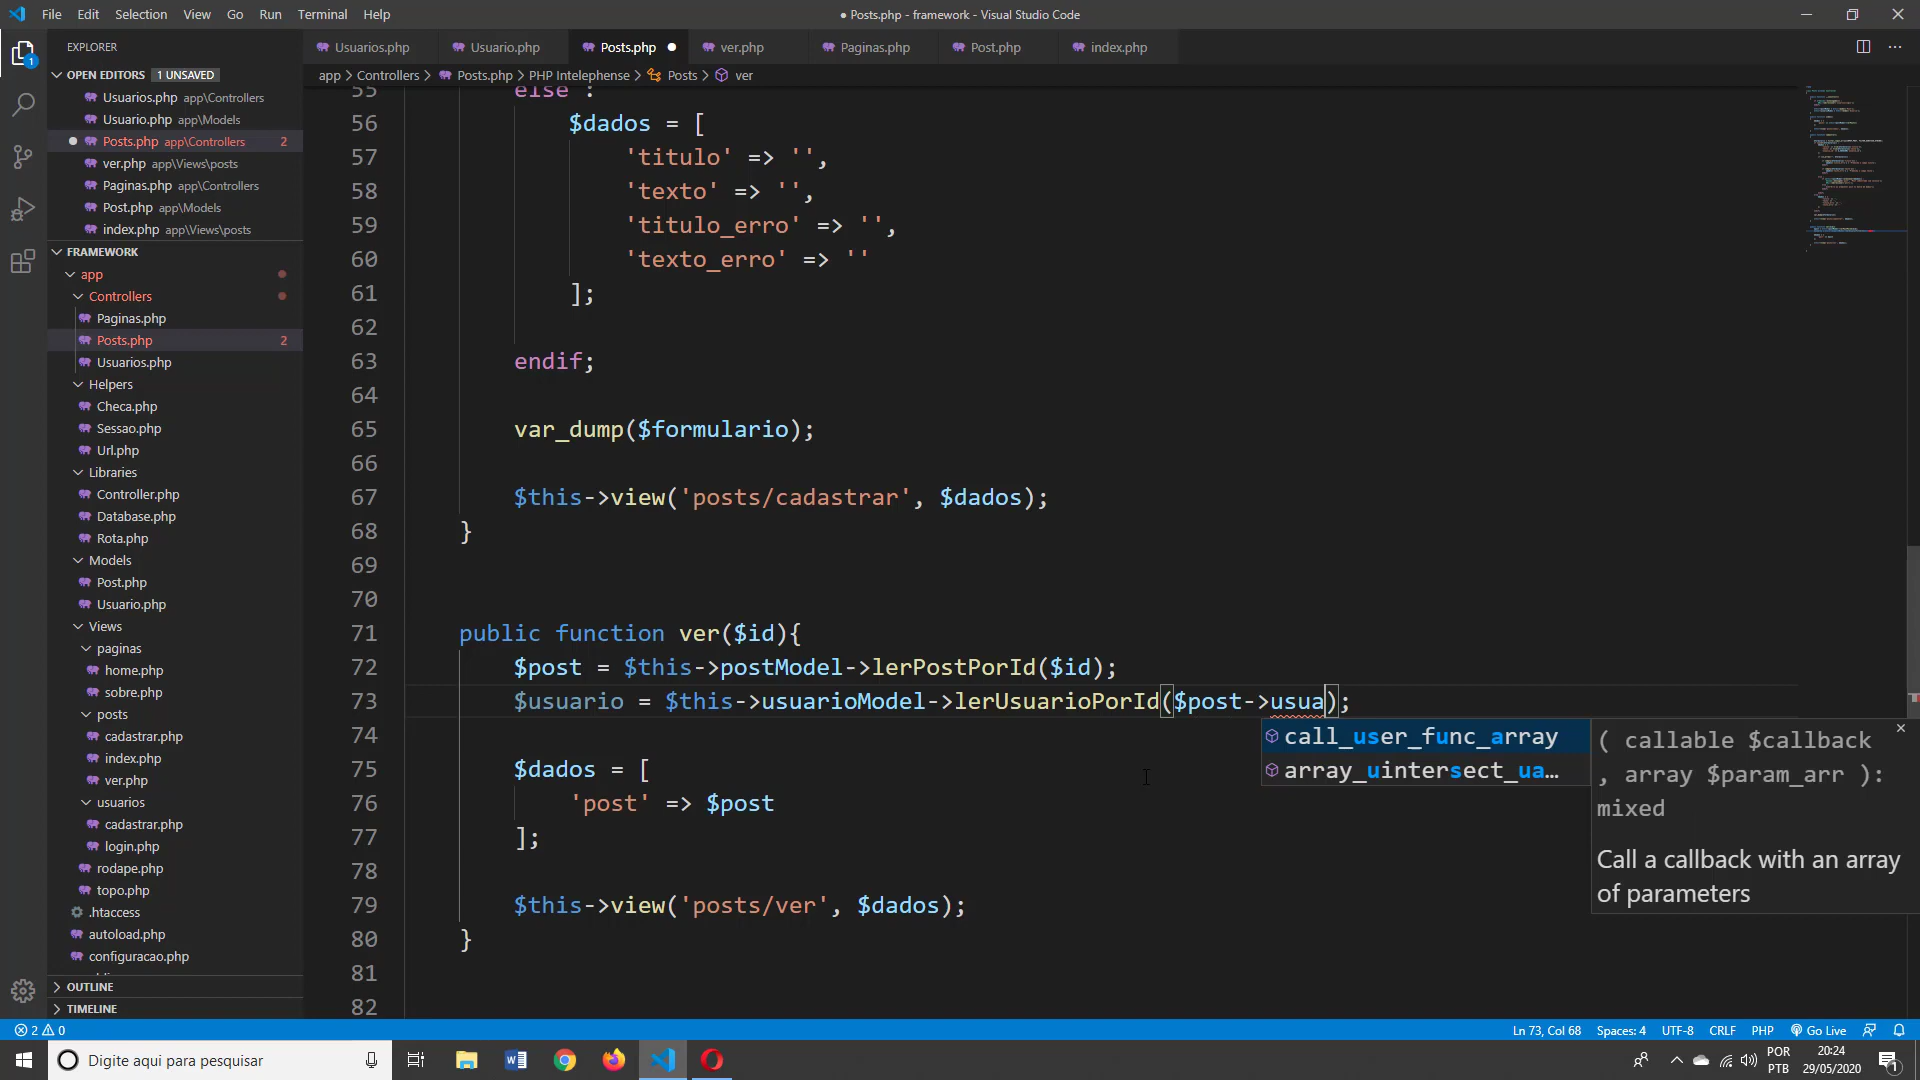 File Edit Selection View Go Run Terminal Help
● Posts.php - framework - Visual Studio Code
EXPLORER
Usuarios.php Usuario.php Posts.php ● ver.php Paginas.php Post.php index.php
app > Controllers > Posts.php > PHP Intelephense > Posts > ver
OPEN EDITORS 1 UNSAVED
Usuarios.php app\Controllers
Usuario.php app\Models
● Posts.php app\Controllers 2
ver.php app\Views\posts
Paginas.php app\Controllers
Post.php app\Models
index.php app\Views\posts
FRAMEWORK
app
Controllers
Paginas.php
Posts.php 2
Usuarios.php
Helpers
Checa.php
Sessao.php
Url.php
Libraries
Controller.php
Database.php
Rota.php
Models
Post.php
Usuario.php
Views
paginas
home.php
sobre.php
posts
cadastrar.php
index.php
ver.php
usuarios
cadastrar.php
login.php
rodape.php
topo.php
.htaccess
autoload.php
configuracao.php
OUTLINE
TIMELINE
55 else :
56 $dados = [
57 'titulo' => '',
58 'texto' => '',
59 'titulo_erro' => '',
60 'texto_erro' => ''
61 ];
62
63 endif;
64
65 var_dump($formulario);
66
67 $this->view('posts/cadastrar', $dados);
68 }
69
70
71 public function ver($id){
72 $post = $this->postModel->lerPostPorId($id);
73 $usuario = $this->usuarioModel->lerUsuarioPorId($post->usua);
74
75 $dados = [
76 'post' => $post
77 ];
78
79 $this->view('posts/ver', $dados);
80 }
81
82
call_user_func_array
array_uintersect_ua…
( callable $callback
, array $param_arr ):
mixed
Call a callback with an array
of parameters
2 0
Ln 73, Col 68 Spaces: 4 UTF-8 CRLF PHP Go Live
Digite aqui para pesquisar
POR
PTB
20:24
29/05/2020
1